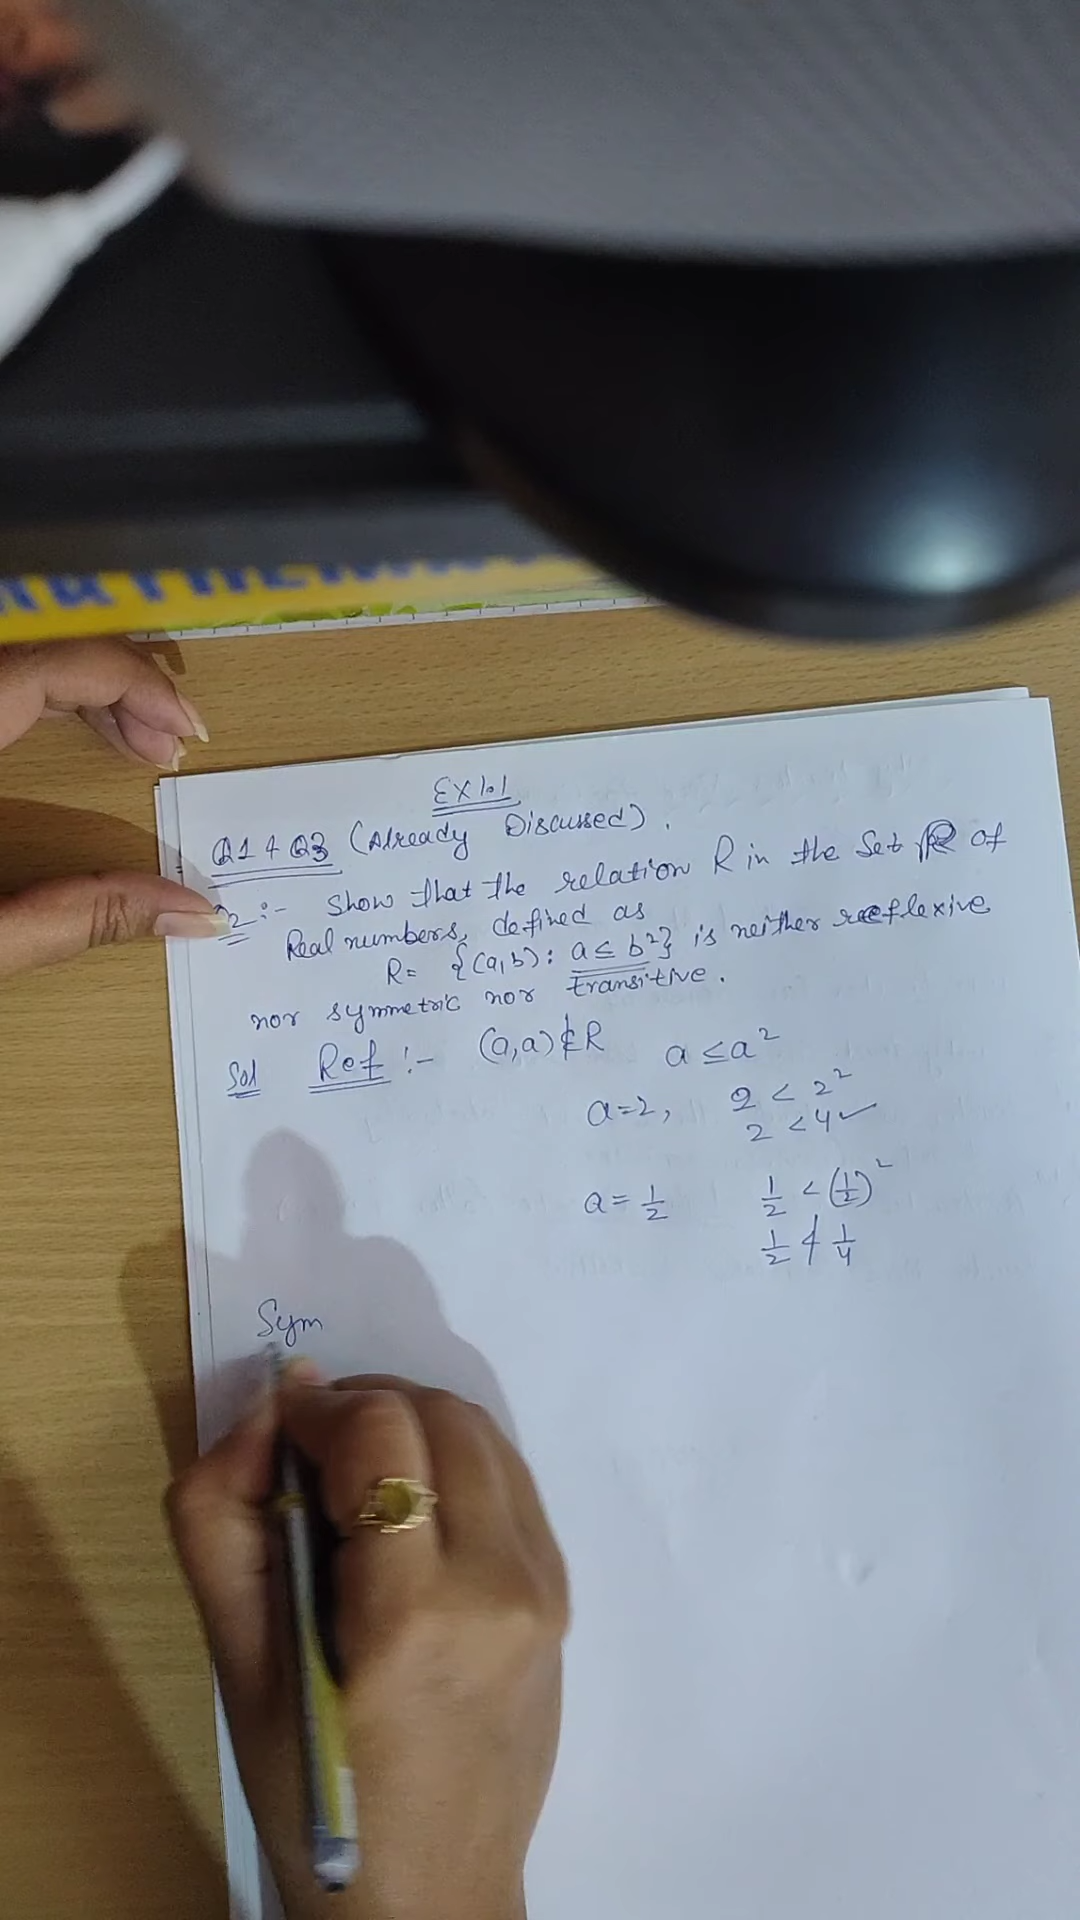 Ex 1.1
Q1 & Q3 (Already Discussed).
Q2:- Show that the relation R in the Set R of
Real numbers, defined as
R= {(a,b): a ≤ b²} is neither reflexive
nor symmetric nor transitive.
Sol Ref :- (a,a) ∉ R a ≤ a²
a=2, 2 < 2²
2 < 4 ✓
a = 1/2 1/2 < (1/2)²
1/2 ≮ 1/4
Sym